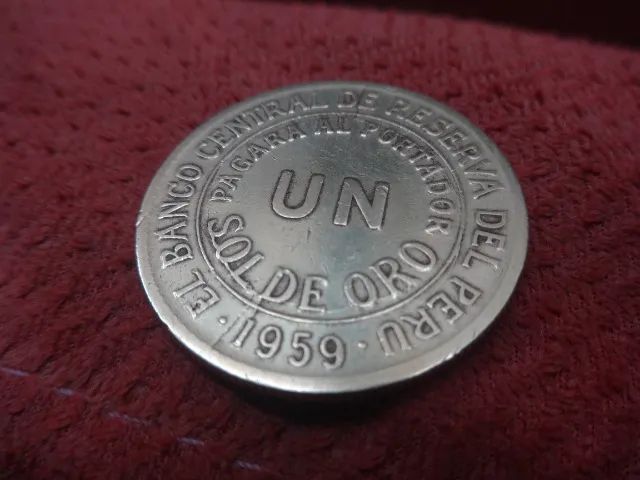 EL BANCO CENTRAL DE RESERVA DEL PERU
PAGARA AL PORTADOR
UN
SOL DE ORO
· 1959 ·